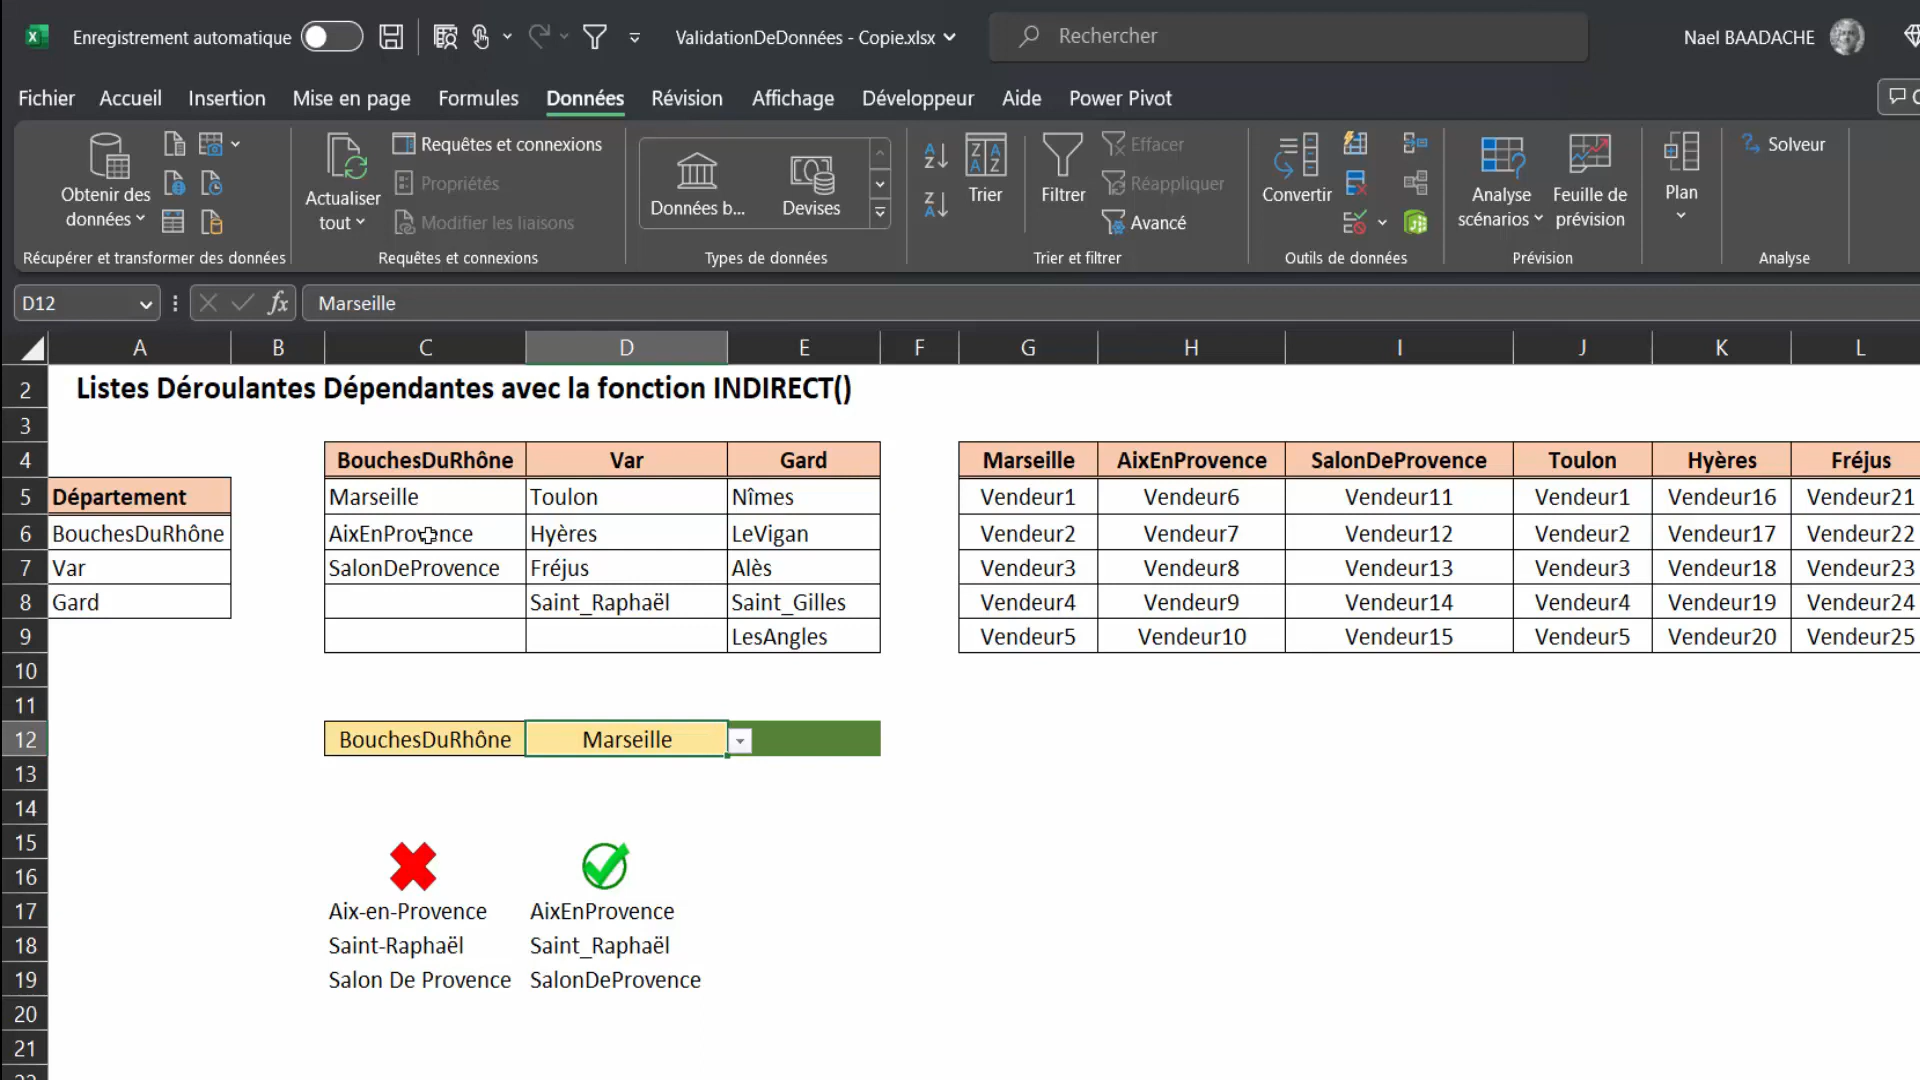 Enregistrement automatique
ValidationDeDonnées - Copie.xlsx
Rechercher
Nael BAADACHE
Fichier Accueil Insertion Mise en page Formules Données Révision Affichage Développeur Aide Power Pivot
Obtenir des données
Actualiser tout
Requêtes et connexions
Propriétés
Modifier les liaisons
Données b...
Devises
Trier
Filtrer
Effacer
Réappliquer
Avancé
Convertir
Analyse scénarios
Feuille de prévision
Plan
Solveur
Récupérer et transformer des données
Requêtes et connexions
Types de données
Trier et filtrer
Outils de données
Prévision
Analyse
D12 fx Marseille
A B C D E F G H I J K L
2 Listes Déroulantes Dépendantes avec la fonction INDIRECT()
3
4 BouchesDuRhône Var Gard Marseille AixEnProvence SalonDeProvence Toulon Hyères Fréjus
5 Département Marseille Toulon Nîmes Vendeur1 Vendeur6 Vendeur11 Vendeur1 Vendeur16 Vendeur21
6 BouchesDuRhône AixEnProvence Hyères LeVigan Vendeur2 Vendeur7 Vendeur12 Vendeur2 Vendeur17 Vendeur22
7 Var SalonDeProvence Fréjus Alès Vendeur3 Vendeur8 Vendeur13 Vendeur3 Vendeur18 Vendeur23
8 Gard Saint_Raphaël Saint_Gilles Vendeur4 Vendeur9 Vendeur14 Vendeur4 Vendeur19 Vendeur24
9 LesAngles Vendeur5 Vendeur10 Vendeur15 Vendeur5 Vendeur20 Vendeur25
10
11
12 BouchesDuRhône Marseille
13
14
15
16
17 Aix-en-Provence AixEnProvence
18 Saint-Raphaël Saint_Raphaël
19 Salon De Provence SalonDeProvence
20
21